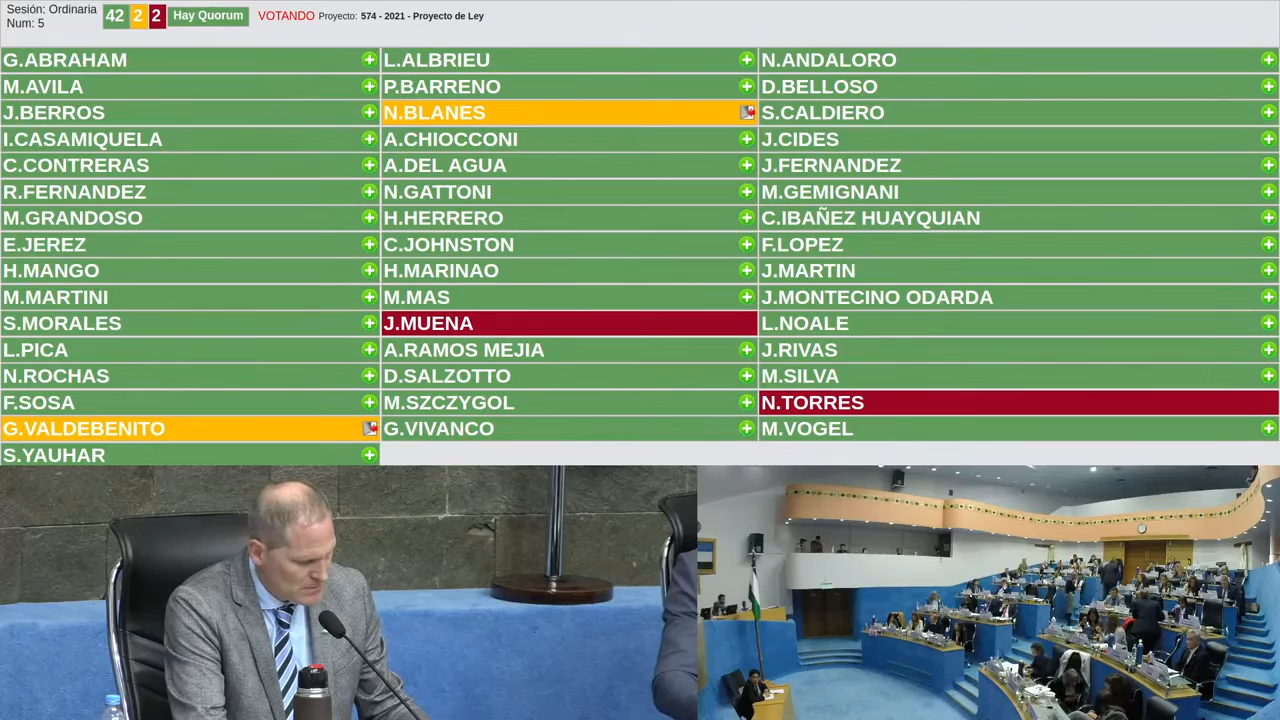 Sesión: Ordinaria
Num: 5
42 2 2 Hay Quorum VOTANDO Proyecto: 574 - 2021 - Proyecto de Ley
G.ABRAHAM L.ALBRIEU N.ANDALORO
M.AVILA P.BARRENO D.BELLOSO
J.BERROS N.BLANES S.CALDIERO
I.CASAMIQUELA A.CHIOCCONI J.CIDES
C.CONTRERAS A.DEL AGUA J.FERNANDEZ
R.FERNANDEZ N.GATTONI M.GEMIGNANI
M.GRANDOSO H.HERRERO C.IBAÑEZ HUAYQUIAN
E.JEREZ C.JOHNSTON F.LOPEZ
H.MANGO H.MARINAO J.MARTIN
M.MARTINI M.MAS J.MONTECINO ODARDA
S.MORALES J.MUENA L.NOALE
L.PICA A.RAMOS MEJIA J.RIVAS
N.ROCHAS D.SALZOTTO M.SILVA
F.SOSA M.SZCZYGOL N.TORRES
G.VALDEBENITO G.VIVANCO M.VOGEL
S.YAUHAR